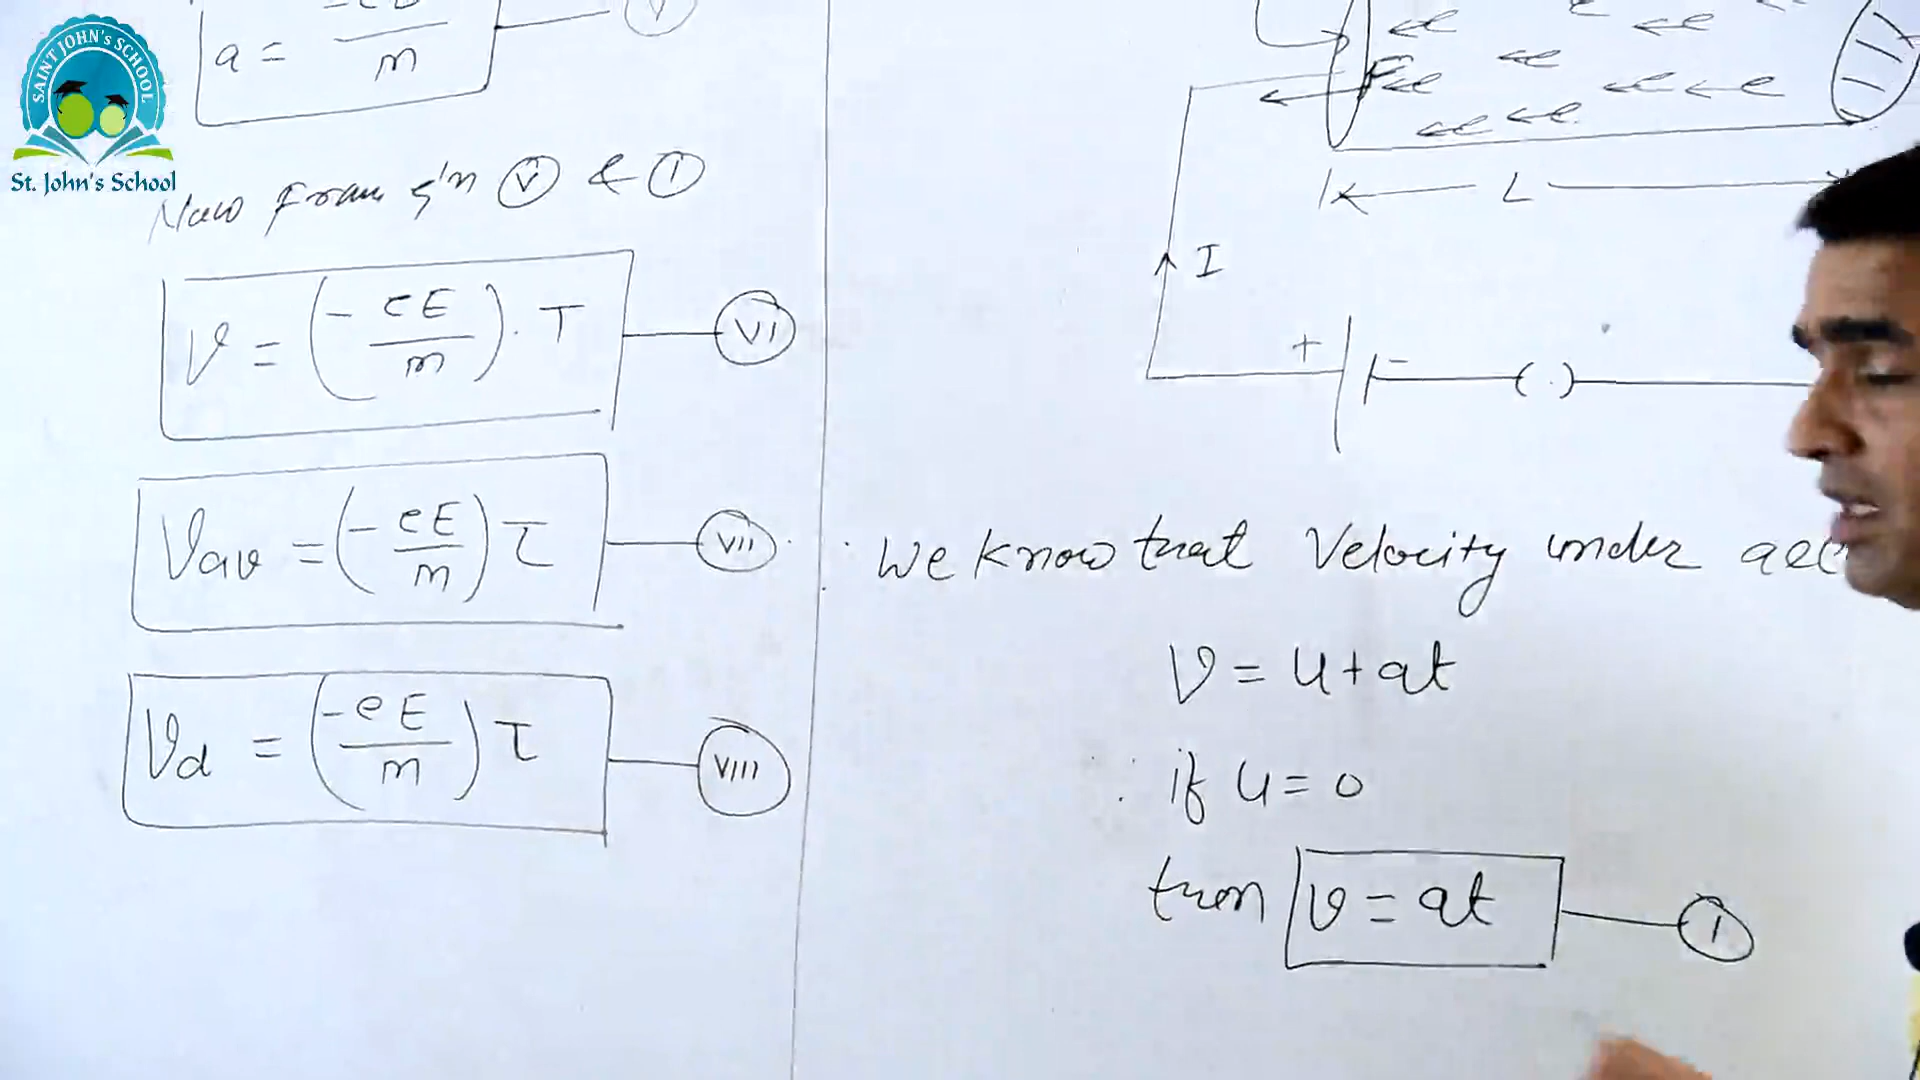 SAINT JOHN's SCHOOL
St. John's School
a = -eE/m
V
Now from eq'n V & I
v = (-eE/m) . T
VI
Vav = (-eE/m) τ
VII
Vd = (-eE/m) τ
VIII
e e e
e
e e e
e e
L
I
+ -
( . )
We know that Velocity under acc
v = u + at
if u = 0
then v = at
I